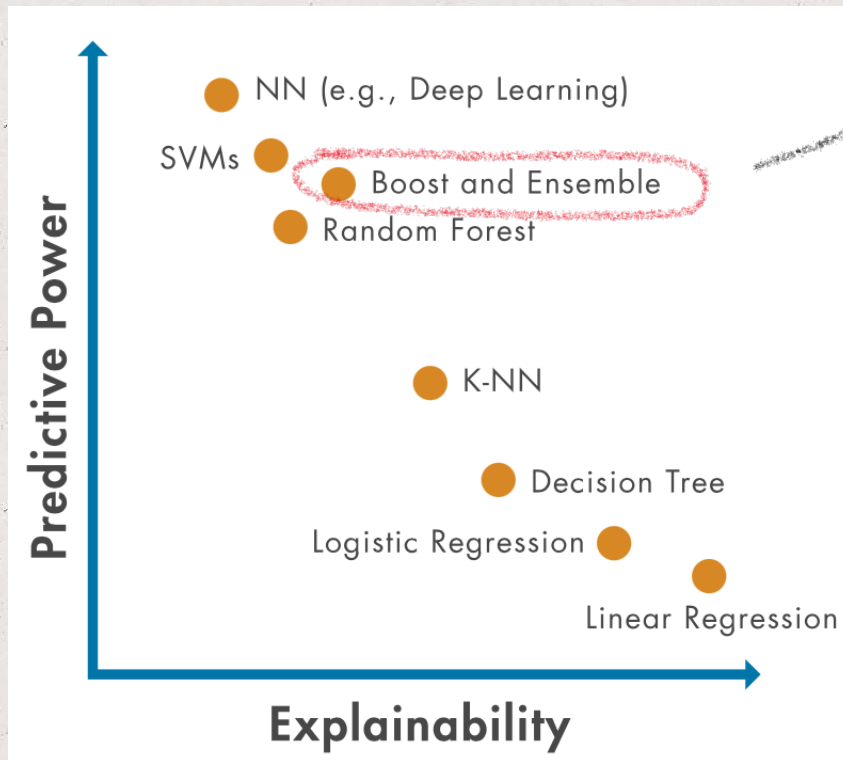 NN (e.g., Deep Learning)
SVMs
Boost and Ensemble
Random Forest
K-NN
Decision Tree
Logistic Regression
Linear Regression
Predictive Power
Explainability